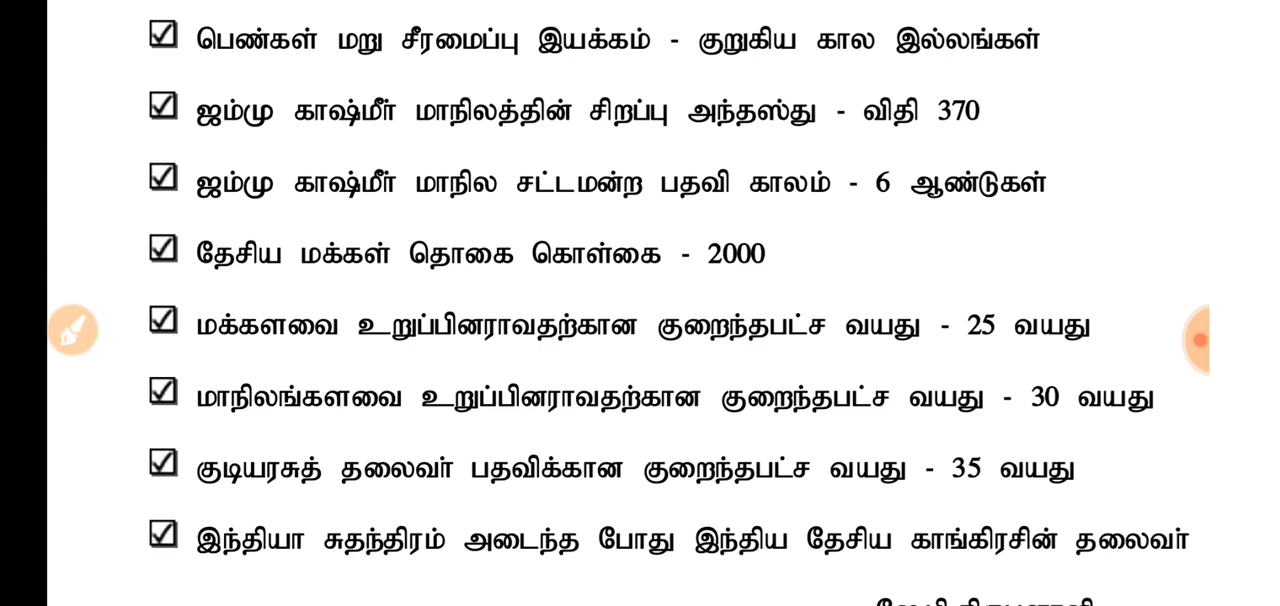 பெண்கள் மறு சீரமைப்பு இயக்கம் - குறுகிய கால இல்லங்கள்
ஜம்மு காஷ்மீர் மாநிலத்தின் சிறப்பு அந்தஸ்து - விதி 370
ஜம்மு காஷ்மீர் மாநில சட்டமன்ற பதவி காலம் - 6 ஆண்டுகள்
தேசிய மக்கள் தொகை கொள்கை - 2000
மக்களவை உறுப்பினராவதற்கான குறைந்தபட்ச வயது - 25 வயது
மாநிலங்களவை உறுப்பினராவதற்கான குறைந்தபட்ச வயது - 30 வயது
குடியரசுத் தலைவர் பதவிக்கான குறைந்தபட்ச வயது - 35 வயது
இந்தியா சுதந்திரம் அடைந்த போது இந்திய தேசிய காங்கிரசின் தலைவர்